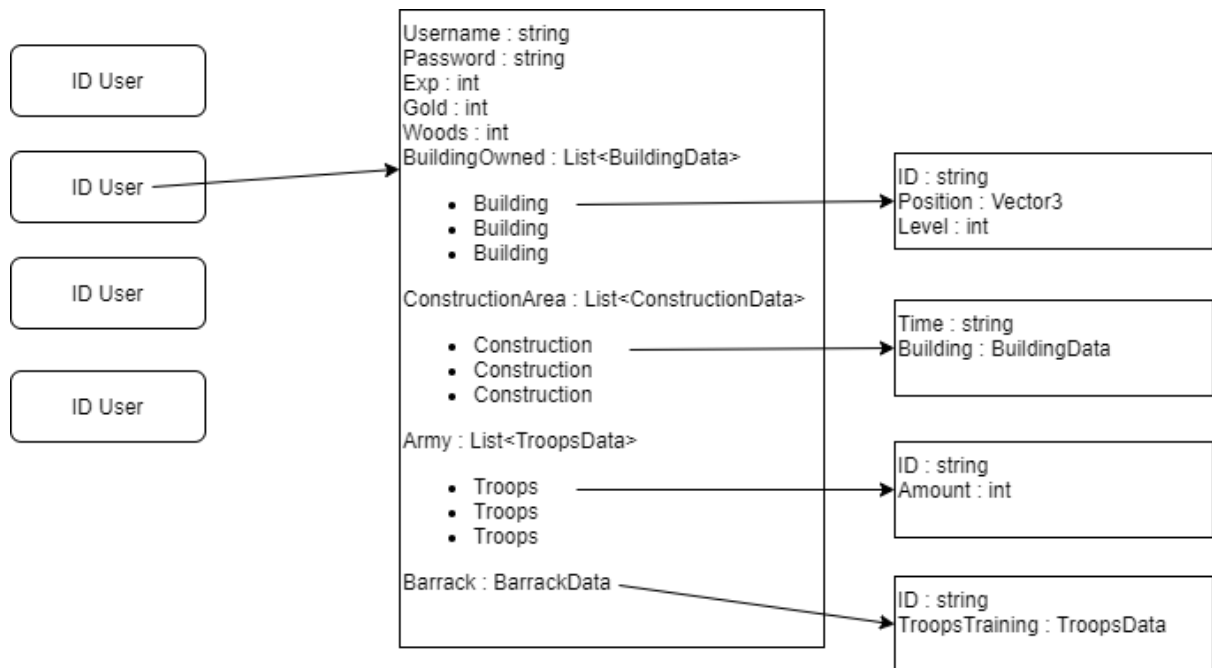 ID User
ID User
ID User
ID User
Username : string
Password : string
Exp : int
Gold : int
Woods : int
BuildingOwned : List<BuildingData>
• Building
• Building
• Building
ConstructionArea : List<ConstructionData>
• Construction
• Construction
• Construction
Army : List<TroopsData>
• Troops
• Troops
• Troops
Barrack : BarrackData
ID : string
Position : Vector3
Level : int
Time : string
Building : BuildingData
ID : string
Amount : int
ID : string
TroopsTraining : TroopsData